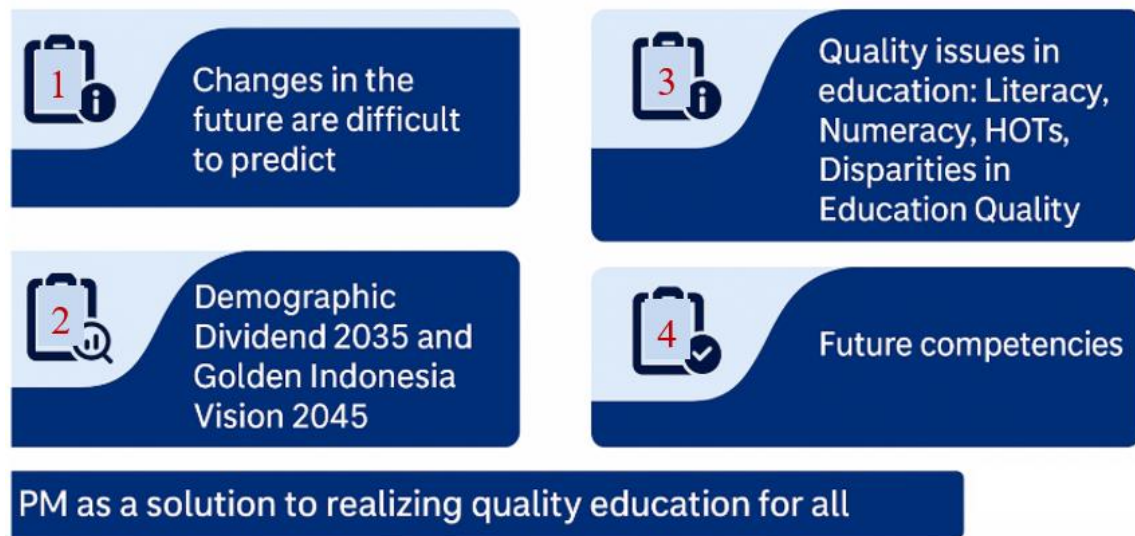 1
Changes in the
future are difficult
to predict
2
Demographic
Dividend 2035 and
Golden Indonesia
Vision 2045
3
Quality issues in
education: Literacy,
Numeracy, HOTs,
Disparities in
Education Quality
4
Future competencies
PM as a solution to realizing quality education for all